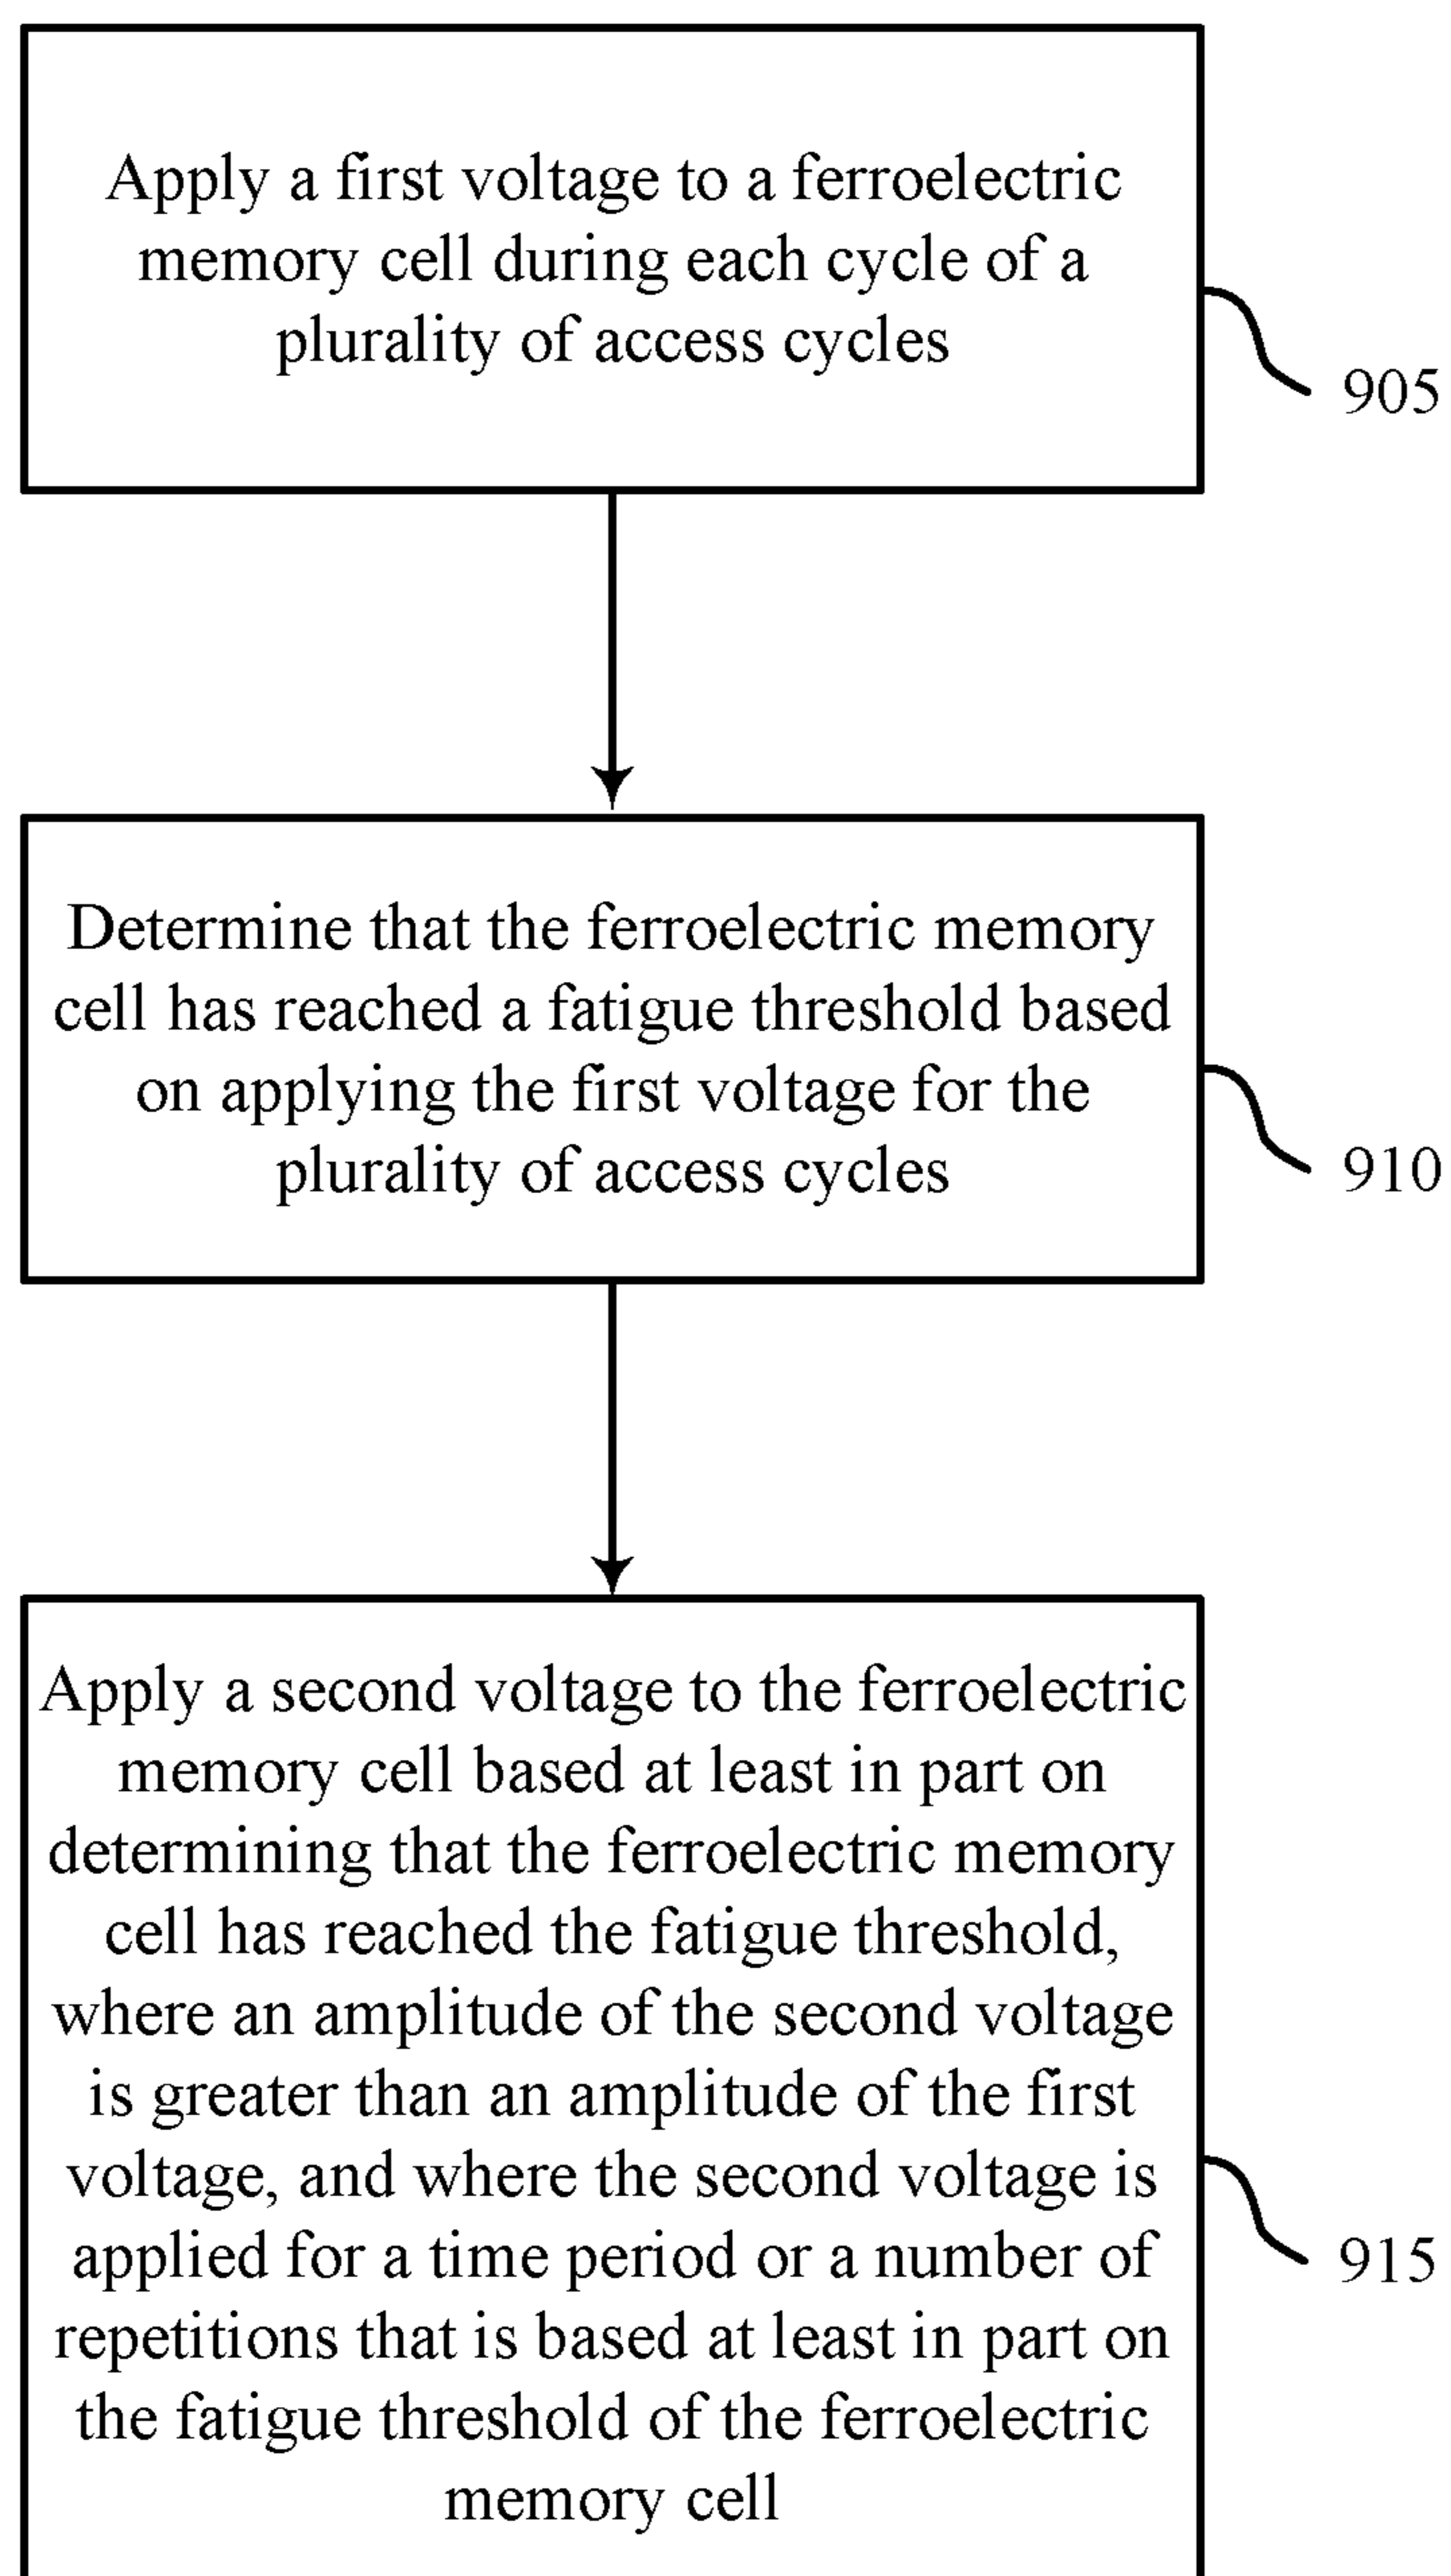 Apply a first voltage to a ferroelectric
memory cell during each cycle of a
plurality of access cycles
905
Determine that the ferroelectric memory
cell has reached a fatigue threshold based
on applying the first voltage for the
plurality of access cycles
910
Apply a second voltage to the ferroelectric
memory cell based at least in part on
determining that the ferroelectric memory
cell has reached the fatigue threshold,
where an amplitude of the second voltage
is greater than an amplitude of the first
voltage, and where the second voltage is
applied for a time period or a number of
repetitions that is based at least in part on
the fatigue threshold of the ferroelectric
memory cell
915